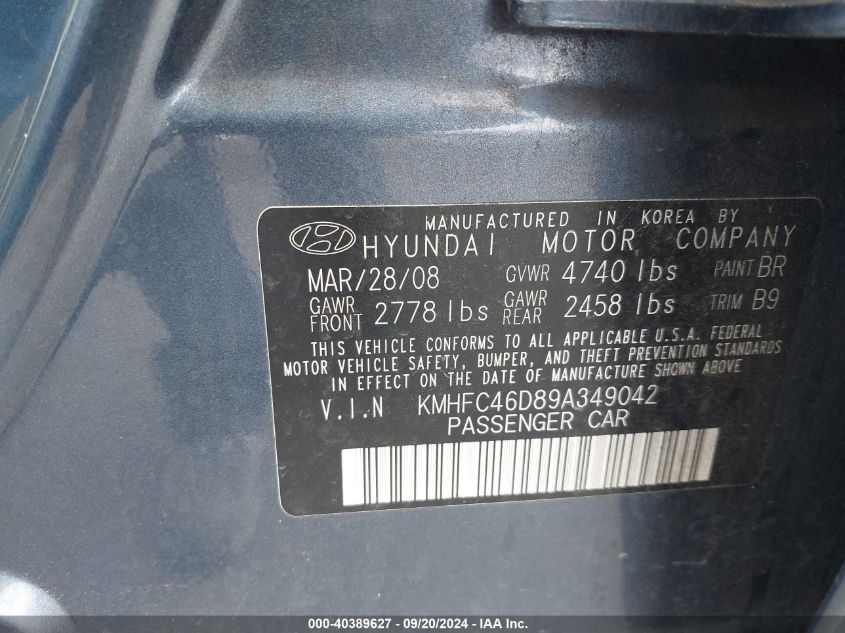 MANUFACTURED IN KOREA BY
HYUNDAI MOTOR COMPANY
MAR/28/08 GVWR 4740 lbs PAINT BR
GAWR FRONT 2778 lbs GAWR REAR 2458 lbs TRIM B9
THIS VEHICLE CONFORMS TO ALL APPLICABLE U.S.A. FEDERAL
MOTOR VEHICLE SAFETY, BUMPER, AND THEFT PREVENTION STANDARDS
IN EFFECT ON THE DATE OF MANUFACTURE SHOWN ABOVE
V.I.N KMHFC46D89A349042
PASSENGER CAR
000-40389627 - 09/20/2024 - IAA Inc.